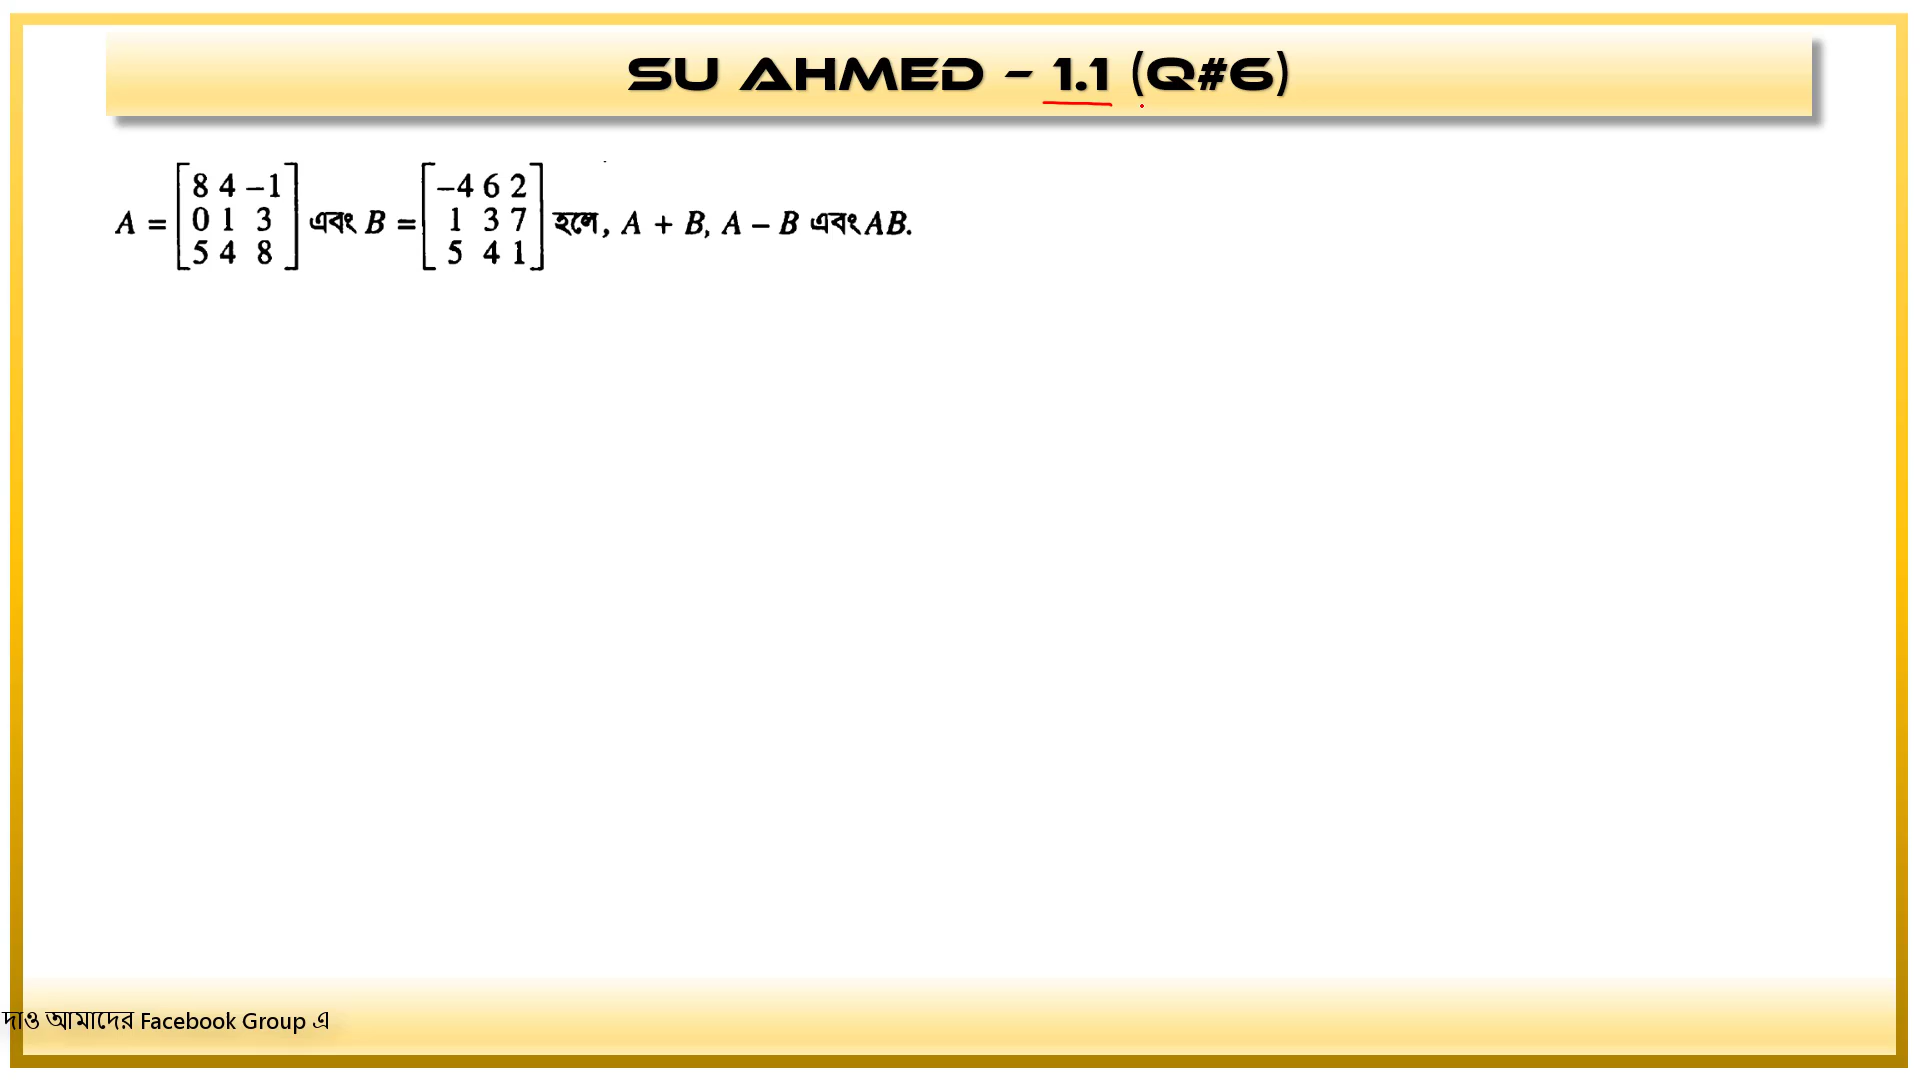 SU AHMED - 1.1 (Q#6)
A = [8 4 –1
0 1 3
5 4 8] এবং B = [–4 6 2
1 3 7
5 4 1] হলে, A + B, A – B এবং AB.
দাও আমাদের Facebook Group এ